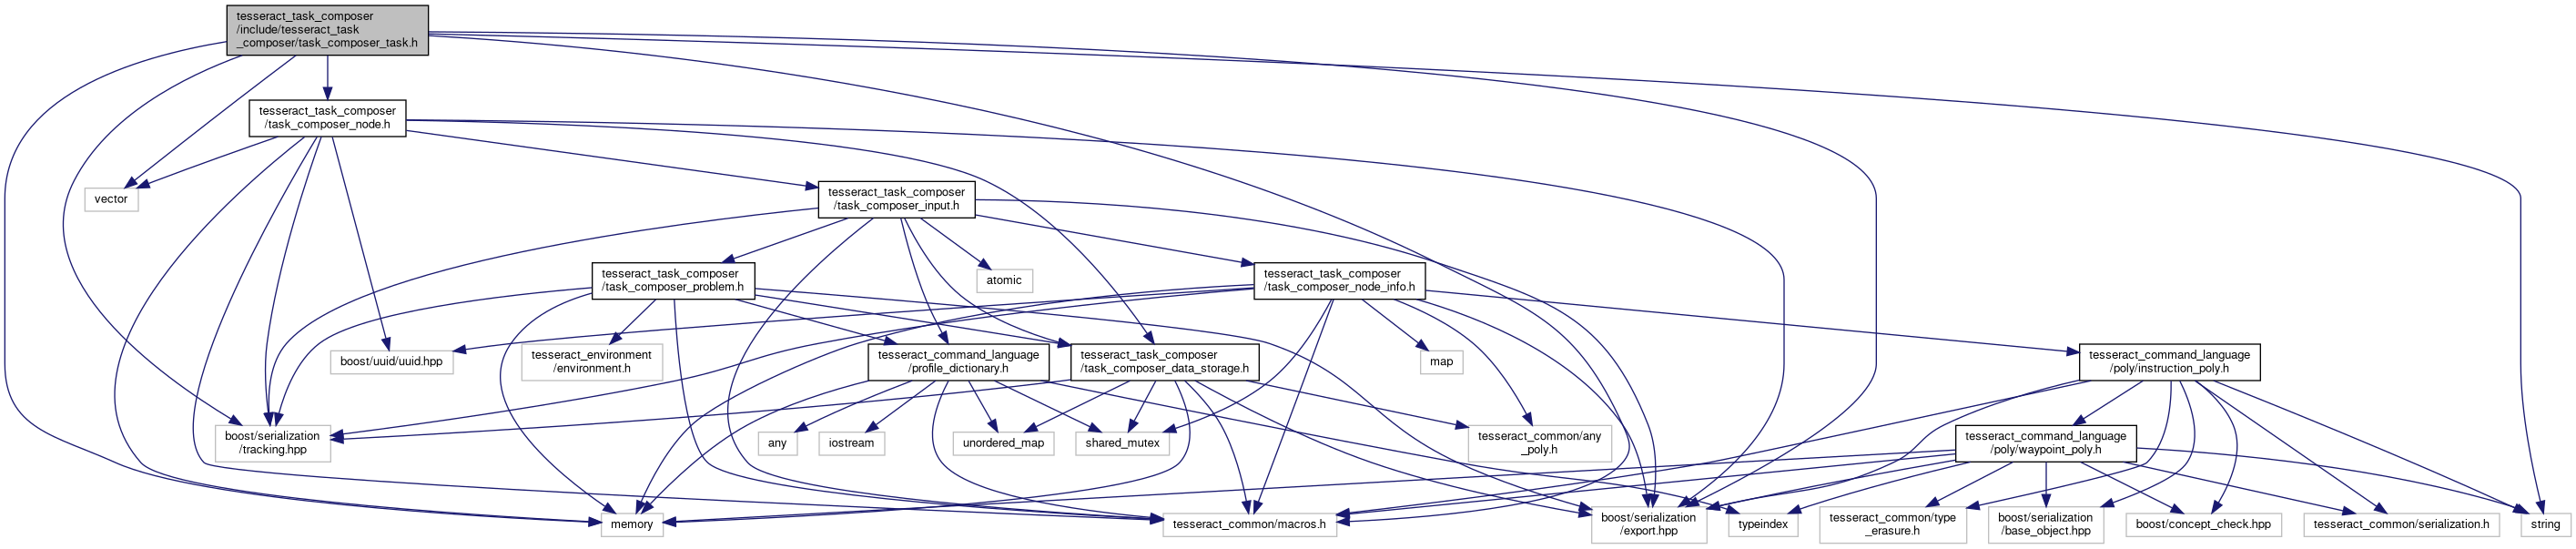 tesseract_task_composer
/include/tesseract_task
_composer/task_composer_task.h
tesseract_task_composer
/task_composer_node.h
vector
tesseract_task_composer
/task_composer_input.h
tesseract_task_composer
/task_composer_problem.h
atomic
tesseract_task_composer
/task_composer_node_info.h
boost/uuid/uuid.hpp
tesseract_environment
/environment.h
tesseract_command_language
/profile_dictionary.h
tesseract_task_composer
/task_composer_data_storage.h
map
tesseract_command_language
/poly/instruction_poly.h
boost/serialization
/tracking.hpp
any
iostream
unordered_map
shared_mutex
tesseract_common/any
_poly.h
tesseract_command_language
/poly/waypoint_poly.h
memory
tesseract_common/macros.h
boost/serialization
/export.hpp
typeindex
tesseract_common/type
_erasure.h
boost/serialization
/base_object.hpp
boost/concept_check.hpp
tesseract_common/serialization.h
string